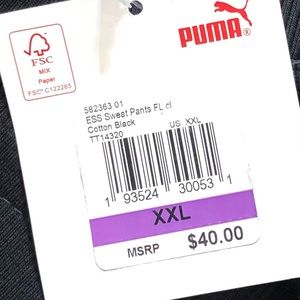 FSC
MIX
Paper
FSC® C122265
PUMA®
582363 01
ESS Sweat Pants FL cl
Cotton Black US XXL
TT14320
1 93524 30053 1
XXL
MSRP $40.00